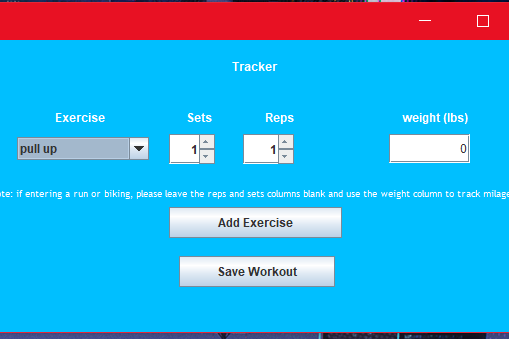 Tracker
Exercise Sets Reps weight (lbs)
pull up 1 1 0
if entering a run or biking, please leave the reps and sets columns blank and use the weight column to track milage
Add Exercise
Save Workout